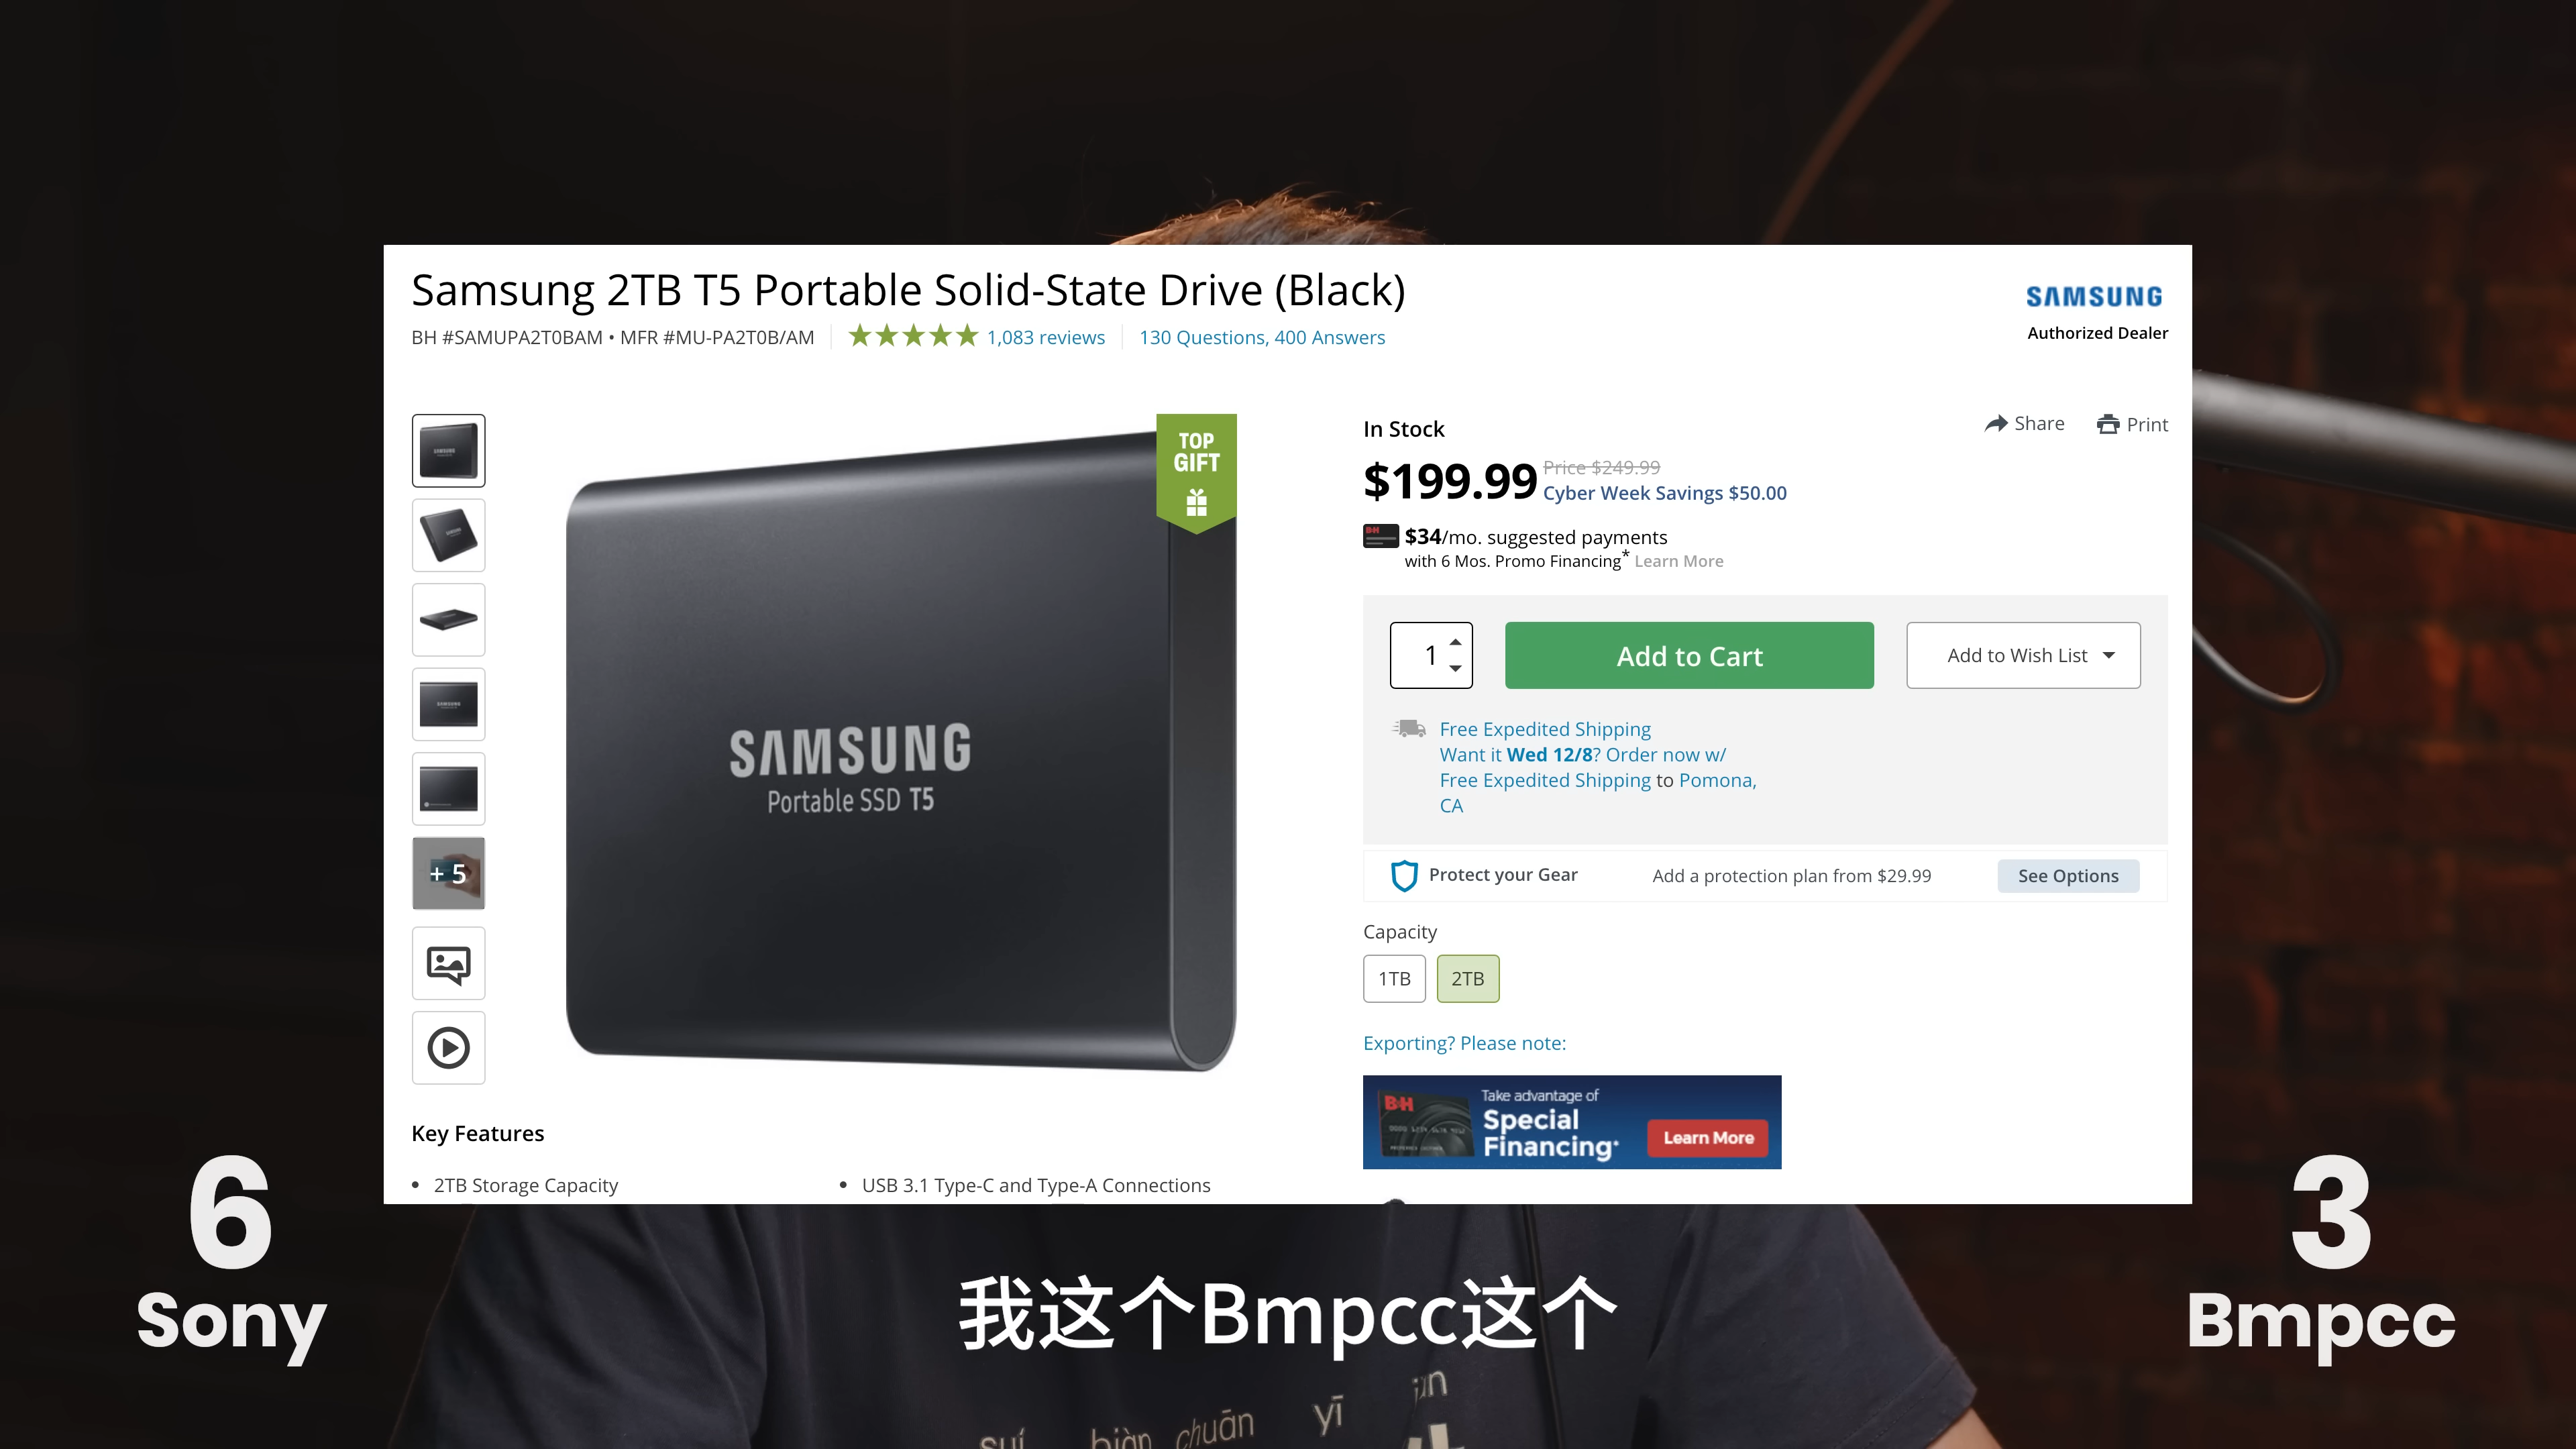 Samsung 2TB T5 Portable Solid-State Drive (Black)
BH #SAMUPA2T0BAM • MFR #MU-PA2T0B/AM
1,083 reviews
130 Questions, 400 Answers
SAMSUNG
Authorized Dealer
TOP
GIFT
SAMSUNG
Portable SSD T5
+ 5
In Stock
Share
Print
$199.99
Price $249.99
Cyber Week Savings $50.00
$34/mo. suggested payments
with 6 Mos. Promo Financing* Learn More
1
Add to Cart
Add to Wish List
Free Expedited Shipping
Want it Wed 12/8? Order now w/
Free Expedited Shipping to Pomona,
CA
Protect your Gear
Add a protection plan from $29.99
See Options
Capacity
1TB
2TB
Exporting? Please note:
B&H
Take advantage of
Special
Financing*
Learn More
Key Features
• 2TB Storage Capacity
• USB 3.1 Type-C and Type-A Connections
6
Sony
3
Bmpcc
我这个Bmpcc这个
suí biàn chuān yī